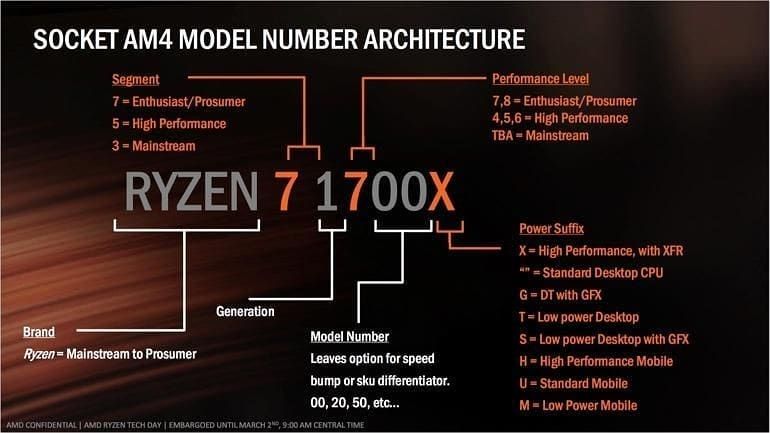 SOCKET AM4 MODEL NUMBER ARCHITECTURE
Segment
7 = Enthusiast/Prosumer
5 = High Performance
3 = Mainstream
Performance Level
7,8 = Enthusiast/Prosumer
4,5,6 = High Performance
TBA = Mainstream
RYZEN 7 1700X
Brand
Ryzen = Mainstream to Prosumer
Generation
Model Number
Leaves option for speed
bump or sku differentiator.
00, 20, 50, etc...
Power Suffix
X = High Performance, with XFR
“” = Standard Desktop CPU
G = DT with GFX
T = Low power Desktop
S = Low power Desktop with GFX
H = High Performance Mobile
U = Standard Mobile
M = Low Power Mobile
AMD CONFIDENTIAL | AMD RYZEN TECH DAY | EMBARGOED UNTIL MARCH 2ND, 9:00 AM CENTRAL TIME